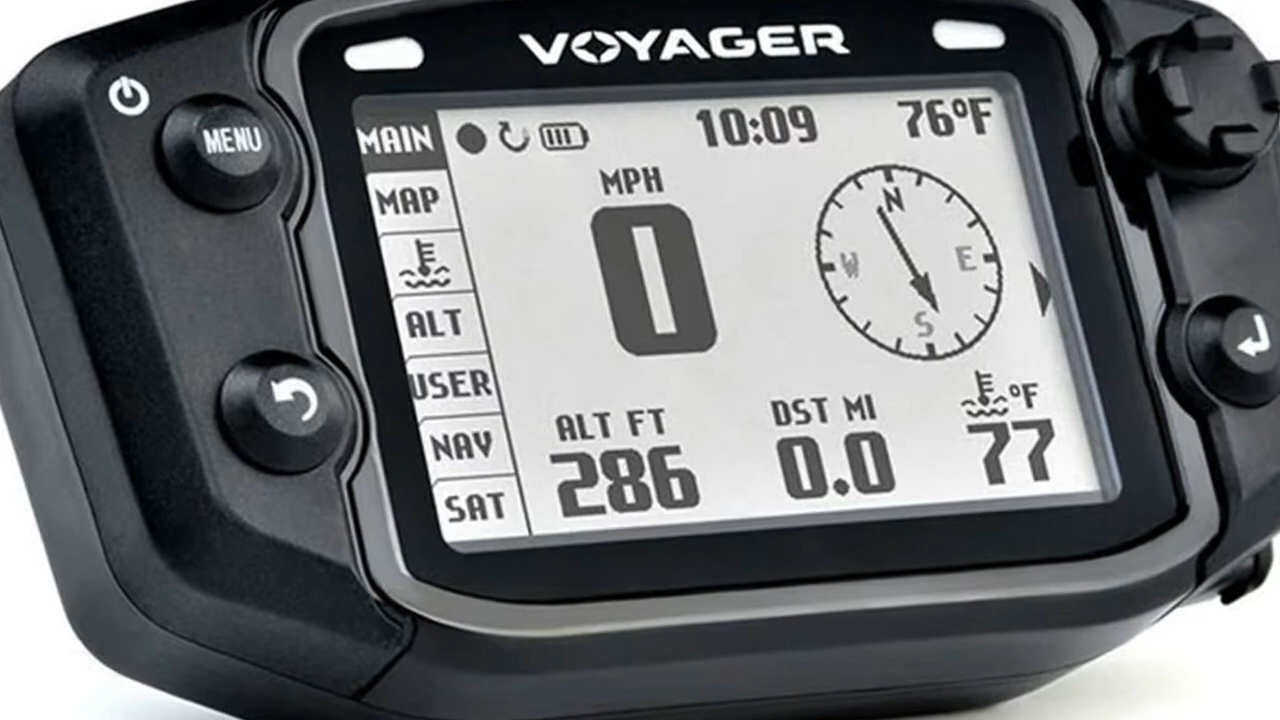 VOYAGER
MENU
MAIN
10:09
76°F
MAP
MPH
0
N
W
E
S
ALT
USER
NAV
SAT
ALT FT
286
DST MI
0.0
°F
77